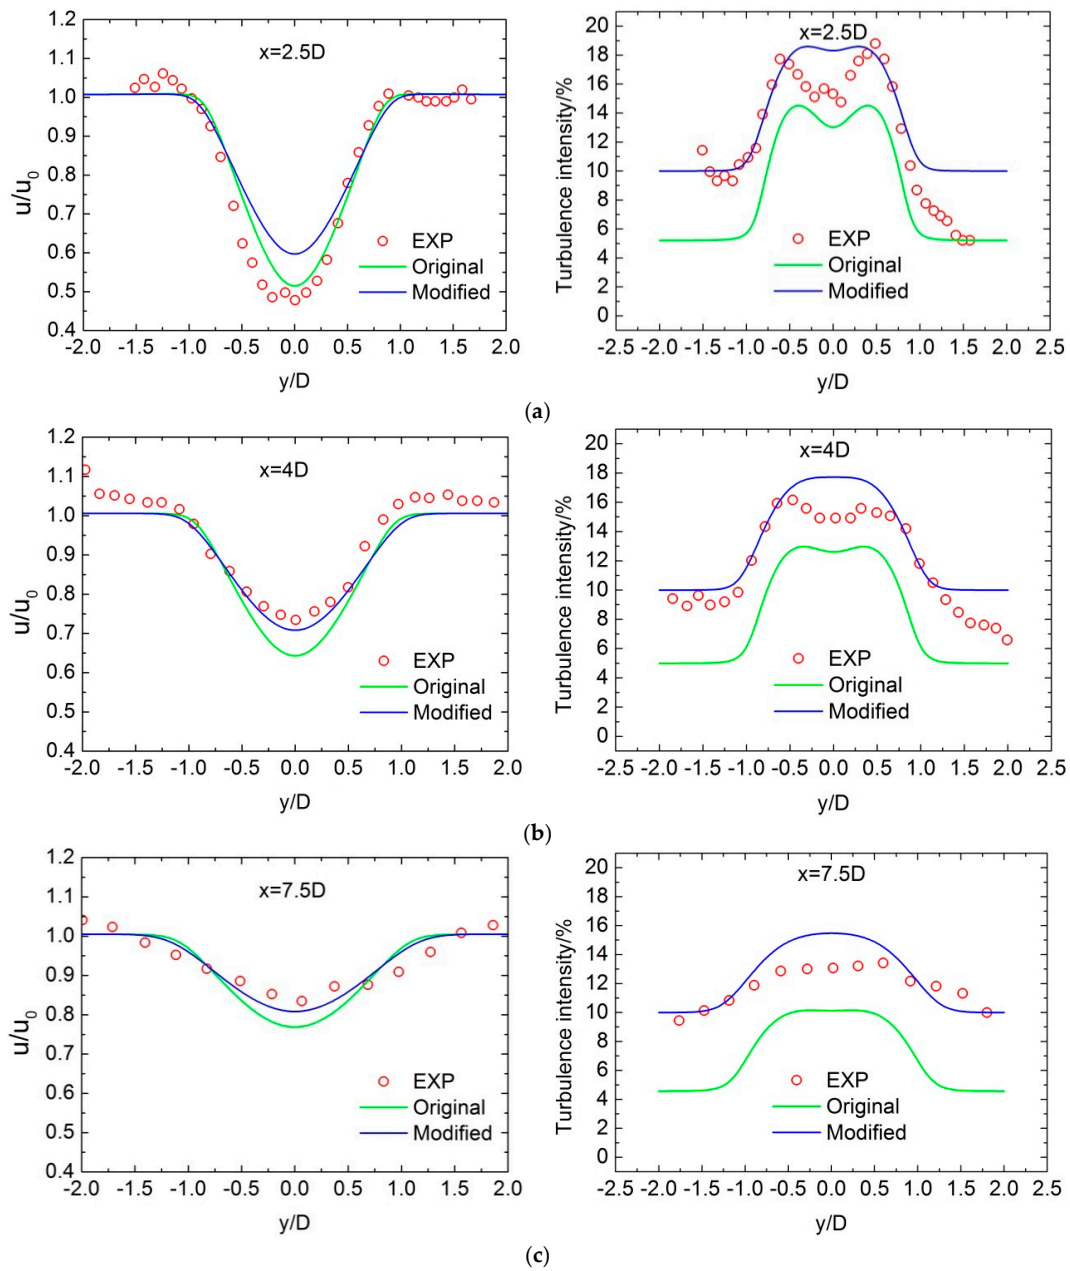 1.2
1.1
1.0
0.9
0.8
0.7
0.6
0.5
0.4
u/u0
x=2.5D
EXP
Original
Modified
-2.0 -1.5 -1.0 -0.5 0.0 0.5 1.0 1.5 2.0
y/D
20
18
16
14
12
10
8
6
4
2
0
Turbulence intensity/%
x=2.5D
EXP
Original
Modified
-2.5 -2.0 -1.5 -1.0 -0.5 0.0 0.5 1.0 1.5 2.0 2.5
y/D
(a)
1.2
1.1
1.0
0.9
0.8
0.7
0.6
0.5
0.4
u/u0
x=4D
EXP
Original
Modified
-2.0 -1.5 -1.0 -0.5 0.0 0.5 1.0 1.5 2.0
y/D
20
18
16
14
12
10
8
6
4
2
0
Turbulence intensity/%
x=4D
EXP
Original
Modified
-2.5 -2.0 -1.5 -1.0 -0.5 0.0 0.5 1.0 1.5 2.0 2.5
y/D
(b)
1.2
1.1
1.0
0.9
0.8
0.7
0.6
0.5
0.4
u/u0
x=7.5D
EXP
Original
Modified
-2.0 -1.5 -1.0 -0.5 0.0 0.5 1.0 1.5 2.0
y/D
20
18
16
14
12
10
8
6
4
2
0
Turbulence intensity/%
x=7.5D
EXP
Original
Modified
-2.5 -2.0 -1.5 -1.0 -0.5 0.0 0.5 1.0 1.5 2.0 2.5
y/D
(c)